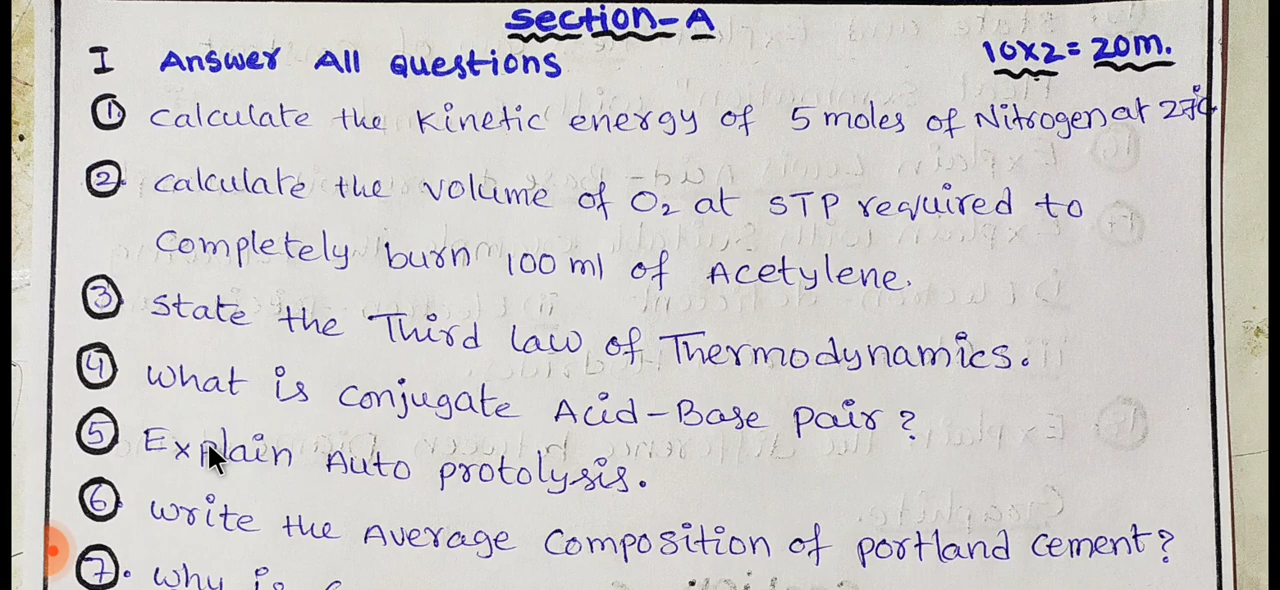 Section-A
I Answer All Questions 10x2=20m.
① Calculate the Kinetic energy of 5 moles of Nitrogen at 27°C
②. Calculate the volume of O₂ at STP required to
Completely burn 100 ml of Acetylene.
③ State the Third law of Thermodynamics.
④ What is conjugate Acid-Base pair?
⑤ Explain Auto protolysis.
⑥. Write the Average Composition of portland cement?
⑦. Why is